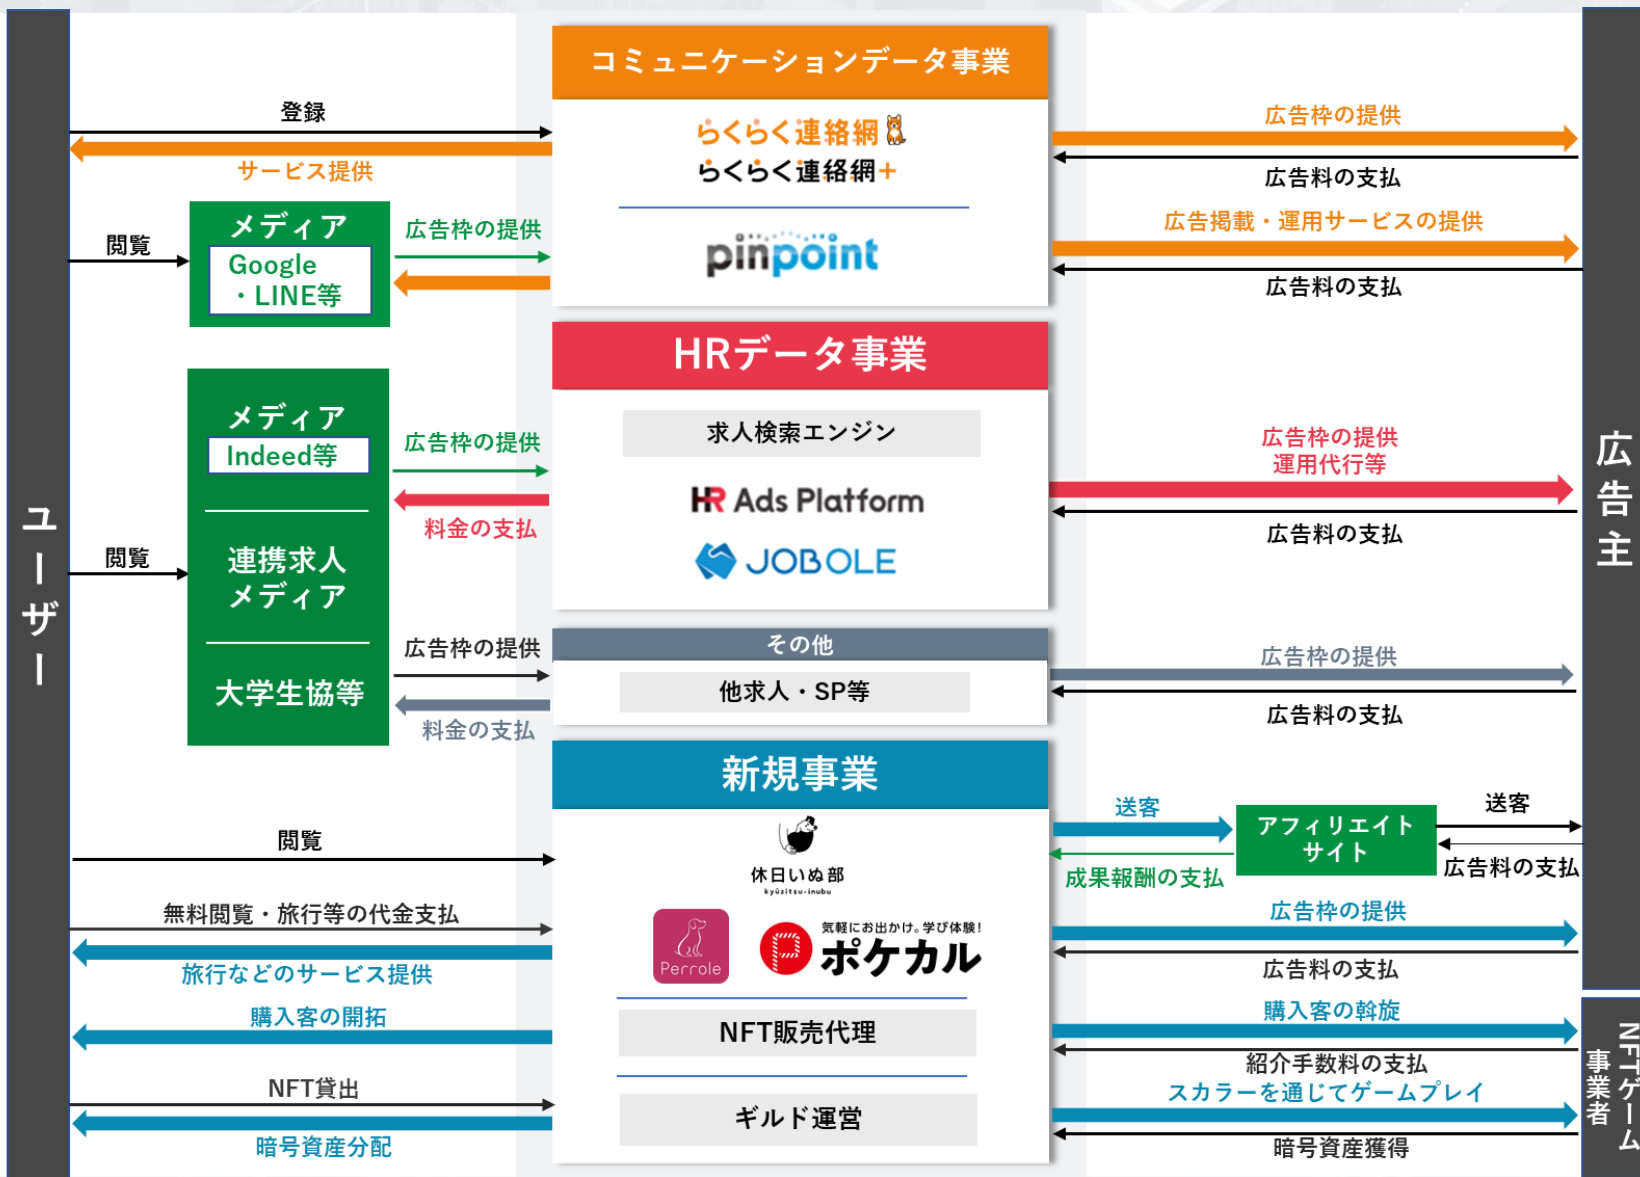 コミュニケーションデータ事業
登録
サービス提供
らくらく連絡網
らくらく連絡網+
広告枠の提供
広告料の支払
閲覧
メディア
Google
・LINE等
広告枠の提供
pinpoint
広告掲載・運用サービスの提供
広告料の支払
HRデータ事業
メディア
Indeed等
広告枠の提供
料金の支払
求人検索エンジン
HR Ads Platform
JOBOLE
広告枠の提供
運用代行等
広告料の支払
ユーザー
広告主
閲覧
連携求人
メディア
大学生協等
広告枠の提供
料金の支払
その他
他求人・SP等
広告枠の提供
広告料の支払
新規事業
閲覧
休日いぬ部
kyūzitsu-inubu
送客
成果報酬の支払
アフィリエイト
サイト
送客
広告料の支払
無料閲覧・旅行等の代金支払
旅行などのサービス提供
Perrole
気軽にお出かけ。学び体験!
ポケカル
広告枠の提供
広告料の支払
購入客の開拓
NFT販売代理
購入客の斡旋
紹介手数料の支払
NFT貸出
暗号資産分配
ギルド運営
スカラーを通じてゲームプレイ
暗号資産獲得
NFTゲーム
事業者